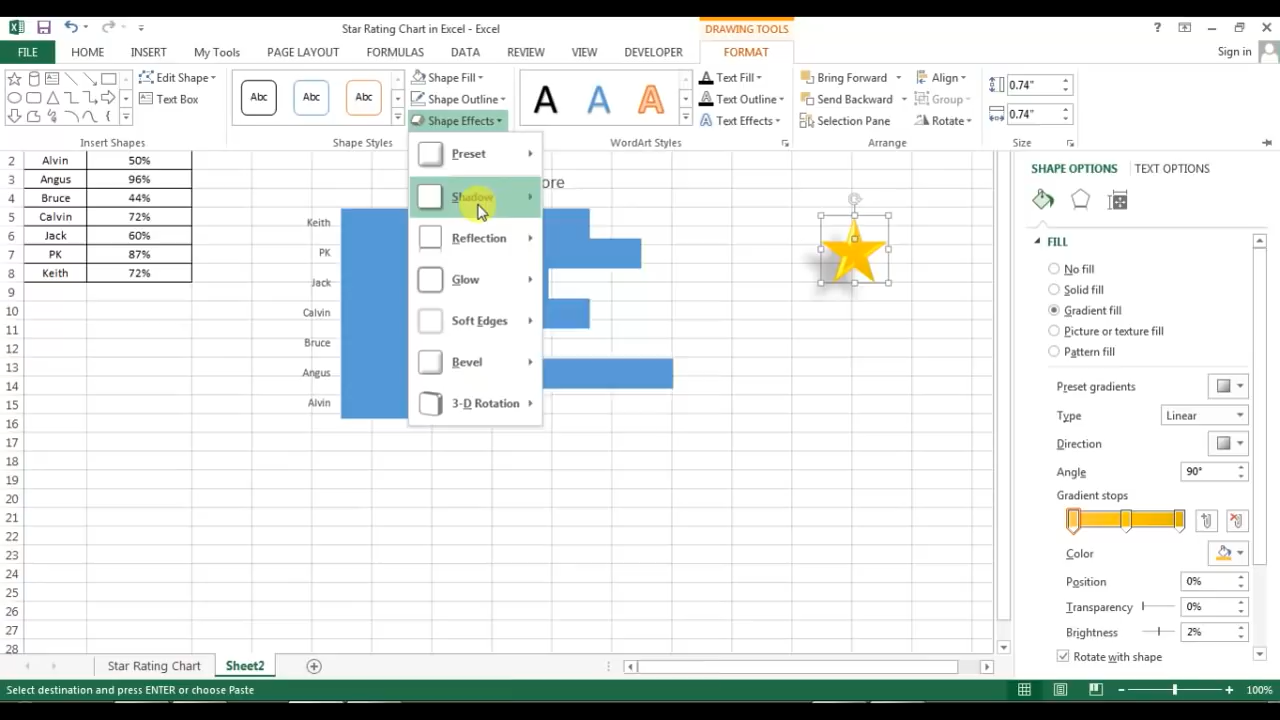 Star Rating Chart in Excel - Excel
DRAWING TOOLS
?
FILE HOME INSERT My Tools PAGE LAYOUT FORMULAS DATA REVIEW VIEW DEVELOPER FORMAT Sign in
Edit Shape
Text Box
Abc Abc Abc
Shape Fill
Shape Outline
Shape Effects
A A A
Text Fill
Text Outline
Text Effects
Bring Forward
Send Backward
Selection Pane
Align
Group
Rotate
0.74"
0.74"
Insert Shapes Shape Styles WordArt Styles Arrange Size
Preset
Shadow
Reflection
Glow
Soft Edges
Bevel
3-D Rotation
2 Alvin 50%
3 Angus 96%
4 Bruce 44%
5 Calvin 72%
6 Jack 60%
7 PK 87%
8 Keith 72%
9
10
11
12
13
14
15
16
17
18
19
20
21
22
23
24
25
26
27
28
ore
Keith
PK
Jack
Calvin
Bruce
Angus
Alvin
SHAPE OPTIONS TEXT OPTIONS
FILL
No fill
Solid fill
Gradient fill
Picture or texture fill
Pattern fill
Preset gradients
Type Linear
Direction
Angle 90°
Gradient stops
Color
Position 0%
Transparency 0%
Brightness 2%
Rotate with shape
Star Rating Chart Sheet2
Select destination and press ENTER or choose Paste 100%